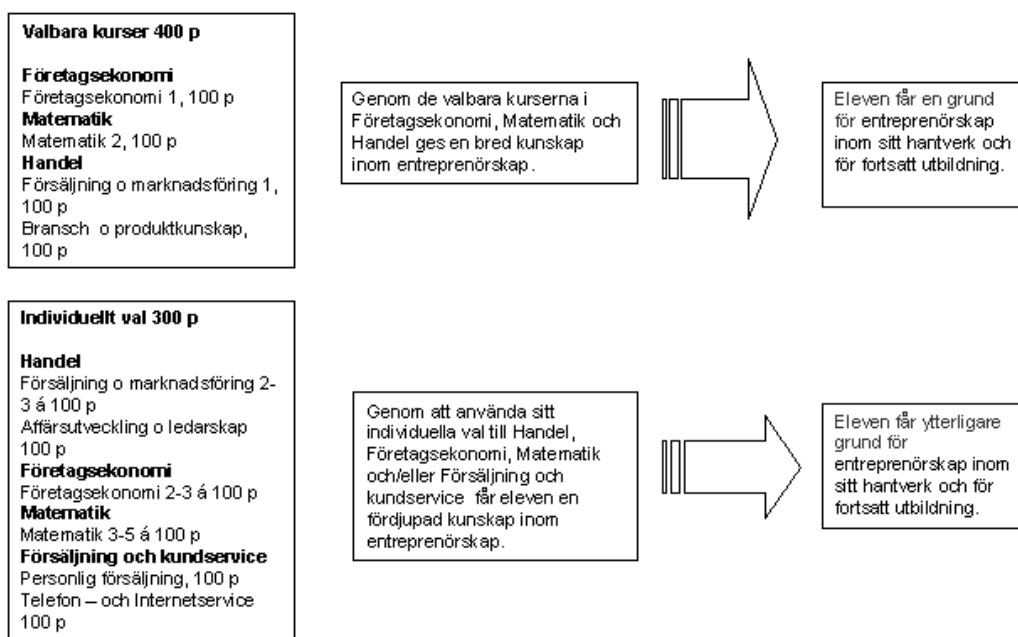 Valbara kurser 400 p
Företagsekonomi
Företagsekonomi 1, 100 p
Matematik
Matematik 2, 100 p
Handel
Försäljning o marknadsföring 1,
100 p
Bransch o produktkunskap,
100 p
Genom de valbara kurserna i
Företagsekonomi, Matematik och
Handel ges en bred kunskap
inom entreprenörskap.
Eleven får en grund
för entreprenörskap
inom sitt hantverk och
för fortsatt utbildning.
Individuellt val 300 p
Handel
Försäljning o marknadsföring 2-
3 á 100 p
Affärsutveckling o ledarskap
100 p
Företagsekonomi
Företagsekonomi 2-3 á 100 p
Matematik
Matematik 3-5 á 100 p
Försäljning och kundservice
Personlig försäljning, 100 p
Telefon – och Internetservice
100 p
Genom att använda sitt
individuella val till Handel,
Företagsekonomi, Matematik
och/eller Försäljning och
kundservice får eleven en
fördjupad kunskap inom
entreprenörskap.
Eleven får ytterligare
grund för
entreprenörskap inom
sitt hantverk och för
fortsatt utbildning.